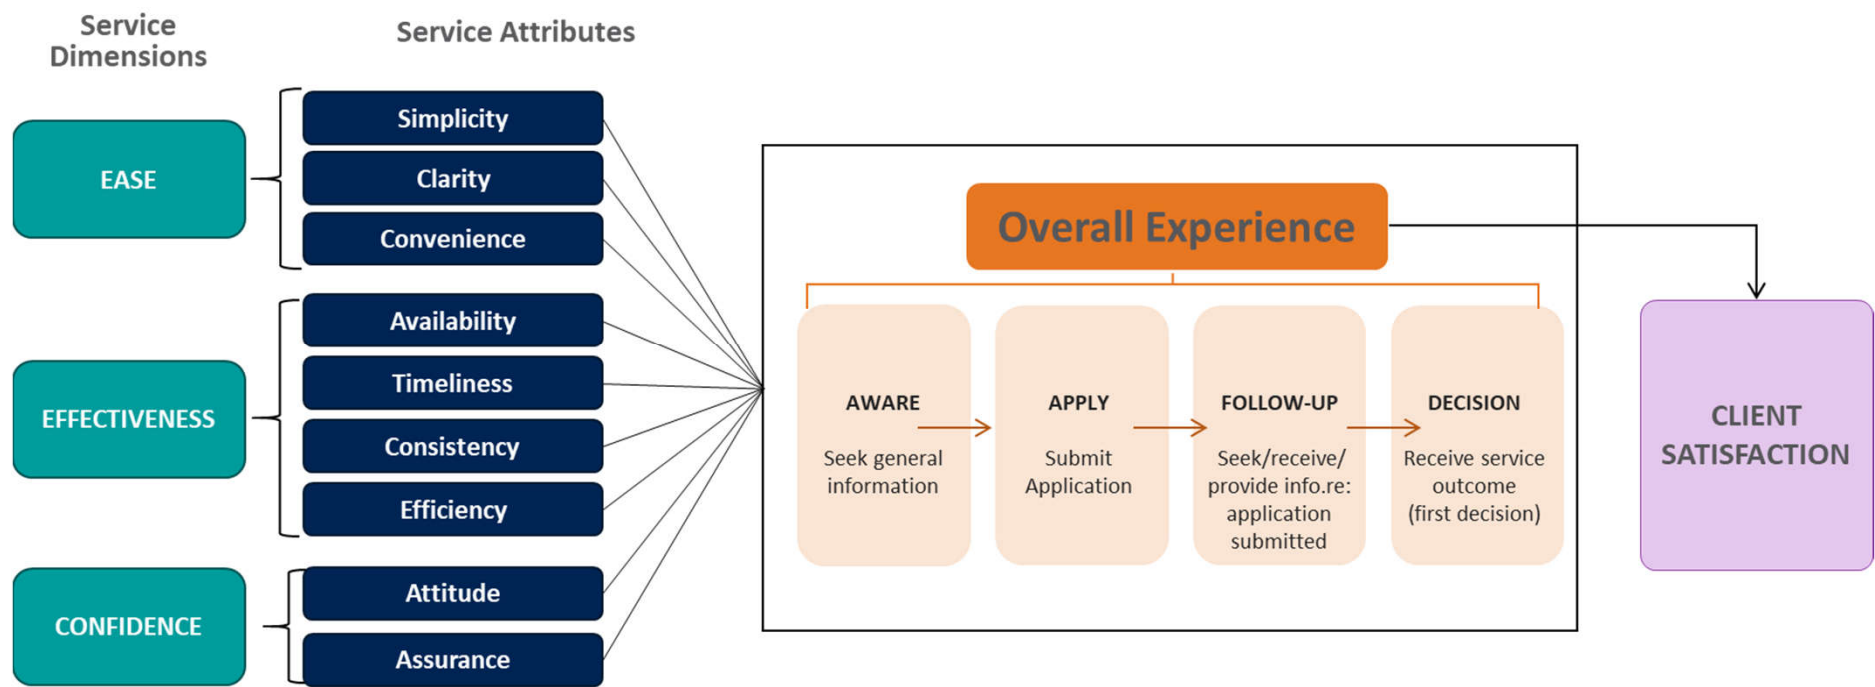 Service
Dimensions
Service Attributes
EASE
Simplicity
Clarity
Convenience
EFFECTIVENESS
Availability
Timeliness
Consistency
Efficiency
CONFIDENCE
Attitude
Assurance
Overall Experience
AWARE
Seek general
information
APPLY
Submit
Application
FOLLOW-UP
Seek/receive/
provide info.re:
application
submitted
DECISION
Receive service
outcome
(first decision)
CLIENT
SATISFACTION